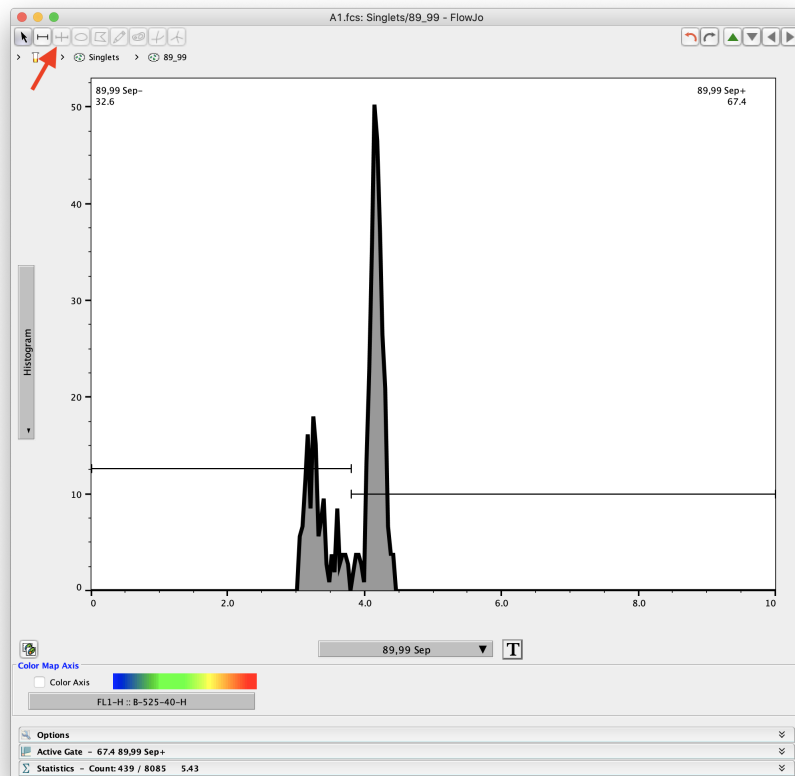 A1.fcs: Singlets/89_99 - FlowJo
> > Singlets > 89_99
89,99 Sep-
32.6
89,99 Sep+
67.4
50
40
30
20
10
0
Histogram
0 2.0 4.0 6.0 8.0 10
89,99 Sep T
Color Map Axis
Color Axis
FL1-H :: B-525-40-H
Options
Active Gate - 67.4 89,99 Sep+
Σ Statistics - Count: 439 / 8085 5.43